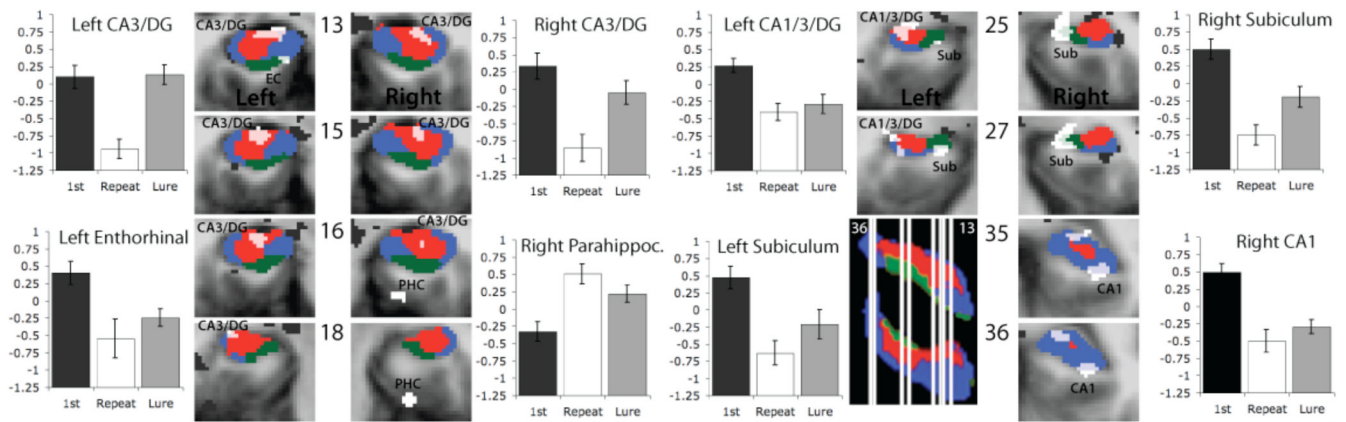 Left CA3/DG
1
0.75
0.5
0.25
0
-0.25
-0.5
-0.75
-1
-1.25
1st Repeat Lure
CA3/DG
EC
Left
13
CA3/DG
Right
CA3/DG
15
CA3/DG
Right CA3/DG
1
0.75
0.5
0.25
0
-0.25
-0.5
-0.75
-1
-1.25
1st Repeat Lure
Left CA1/3/DG
1
0.75
0.5
0.25
0
-0.25
-0.5
-0.75
-1
-1.25
1st Repeat Lure
CA1/3/DG
Sub
Left
25
Sub
Right
CA1/3/DG
Sub
27
Sub
Right Subiculum
1
0.75
0.5
0.25
0
-0.25
-0.5
-0.75
-1
-1.25
1st Repeat Lure
Left Enthorhinal
1
0.75
0.5
0.25
0
-0.25
-0.5
-0.75
-1
-1.25
1st Repeat Lure
CA3/DG
16
CA3/DG
PHC
CA3/DG
18
PHC
Right Parahippoc.
1
0.75
0.5
0.25
0
-0.25
-0.5
-0.75
-1
-1.25
1st Repeat Lure
Left Subiculum
1
0.75
0.5
0.25
0
-0.25
-0.5
-0.75
-1
-1.25
1st Repeat Lure
36 13
35
CA1
36
CA1
Right CA1
1
0.75
0.5
0.25
0
-0.25
-0.5
-0.75
-1
-1.25
1st Repeat Lure